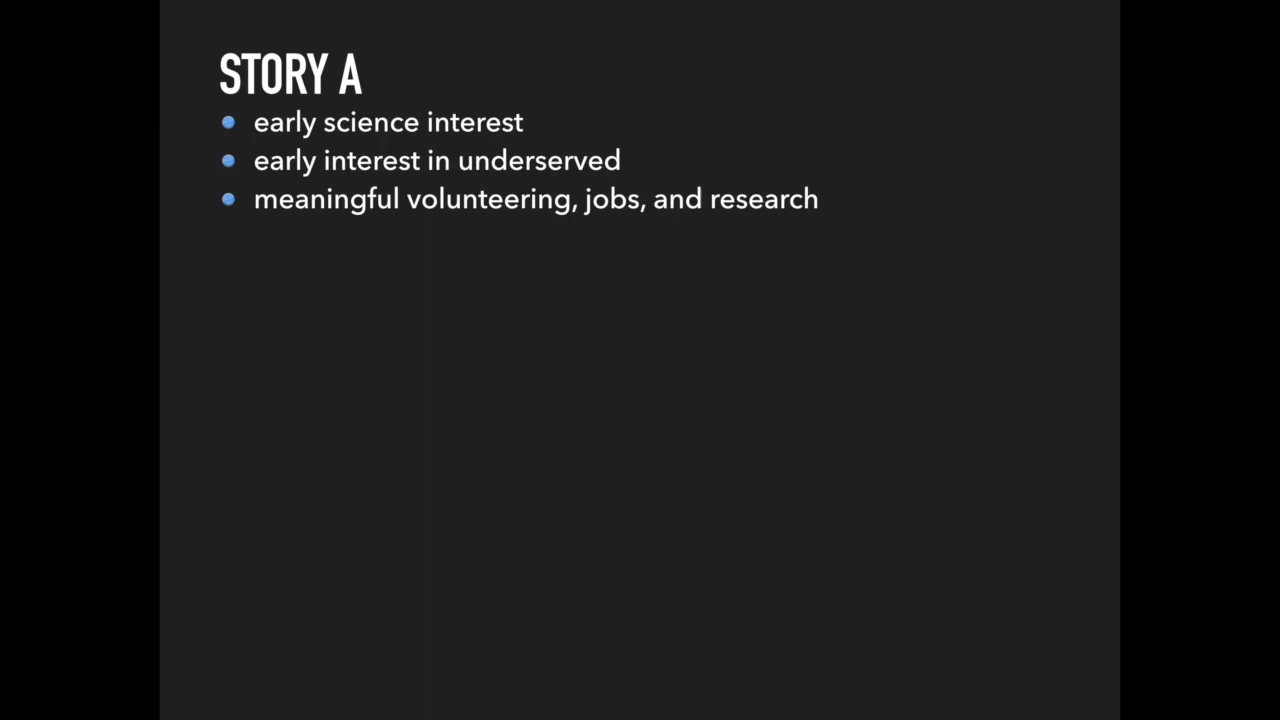 STORY A
early science interest
early interest in underserved
meaningful volunteering, jobs, and research